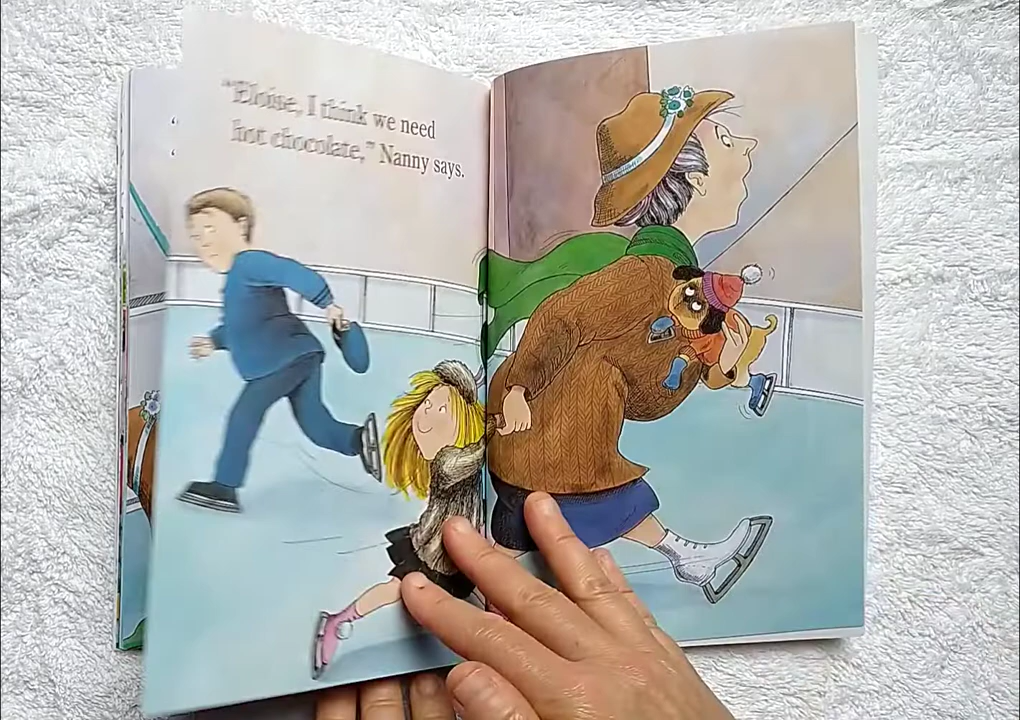 "Eloise, I think we need
hot chocolate," Nanny says.